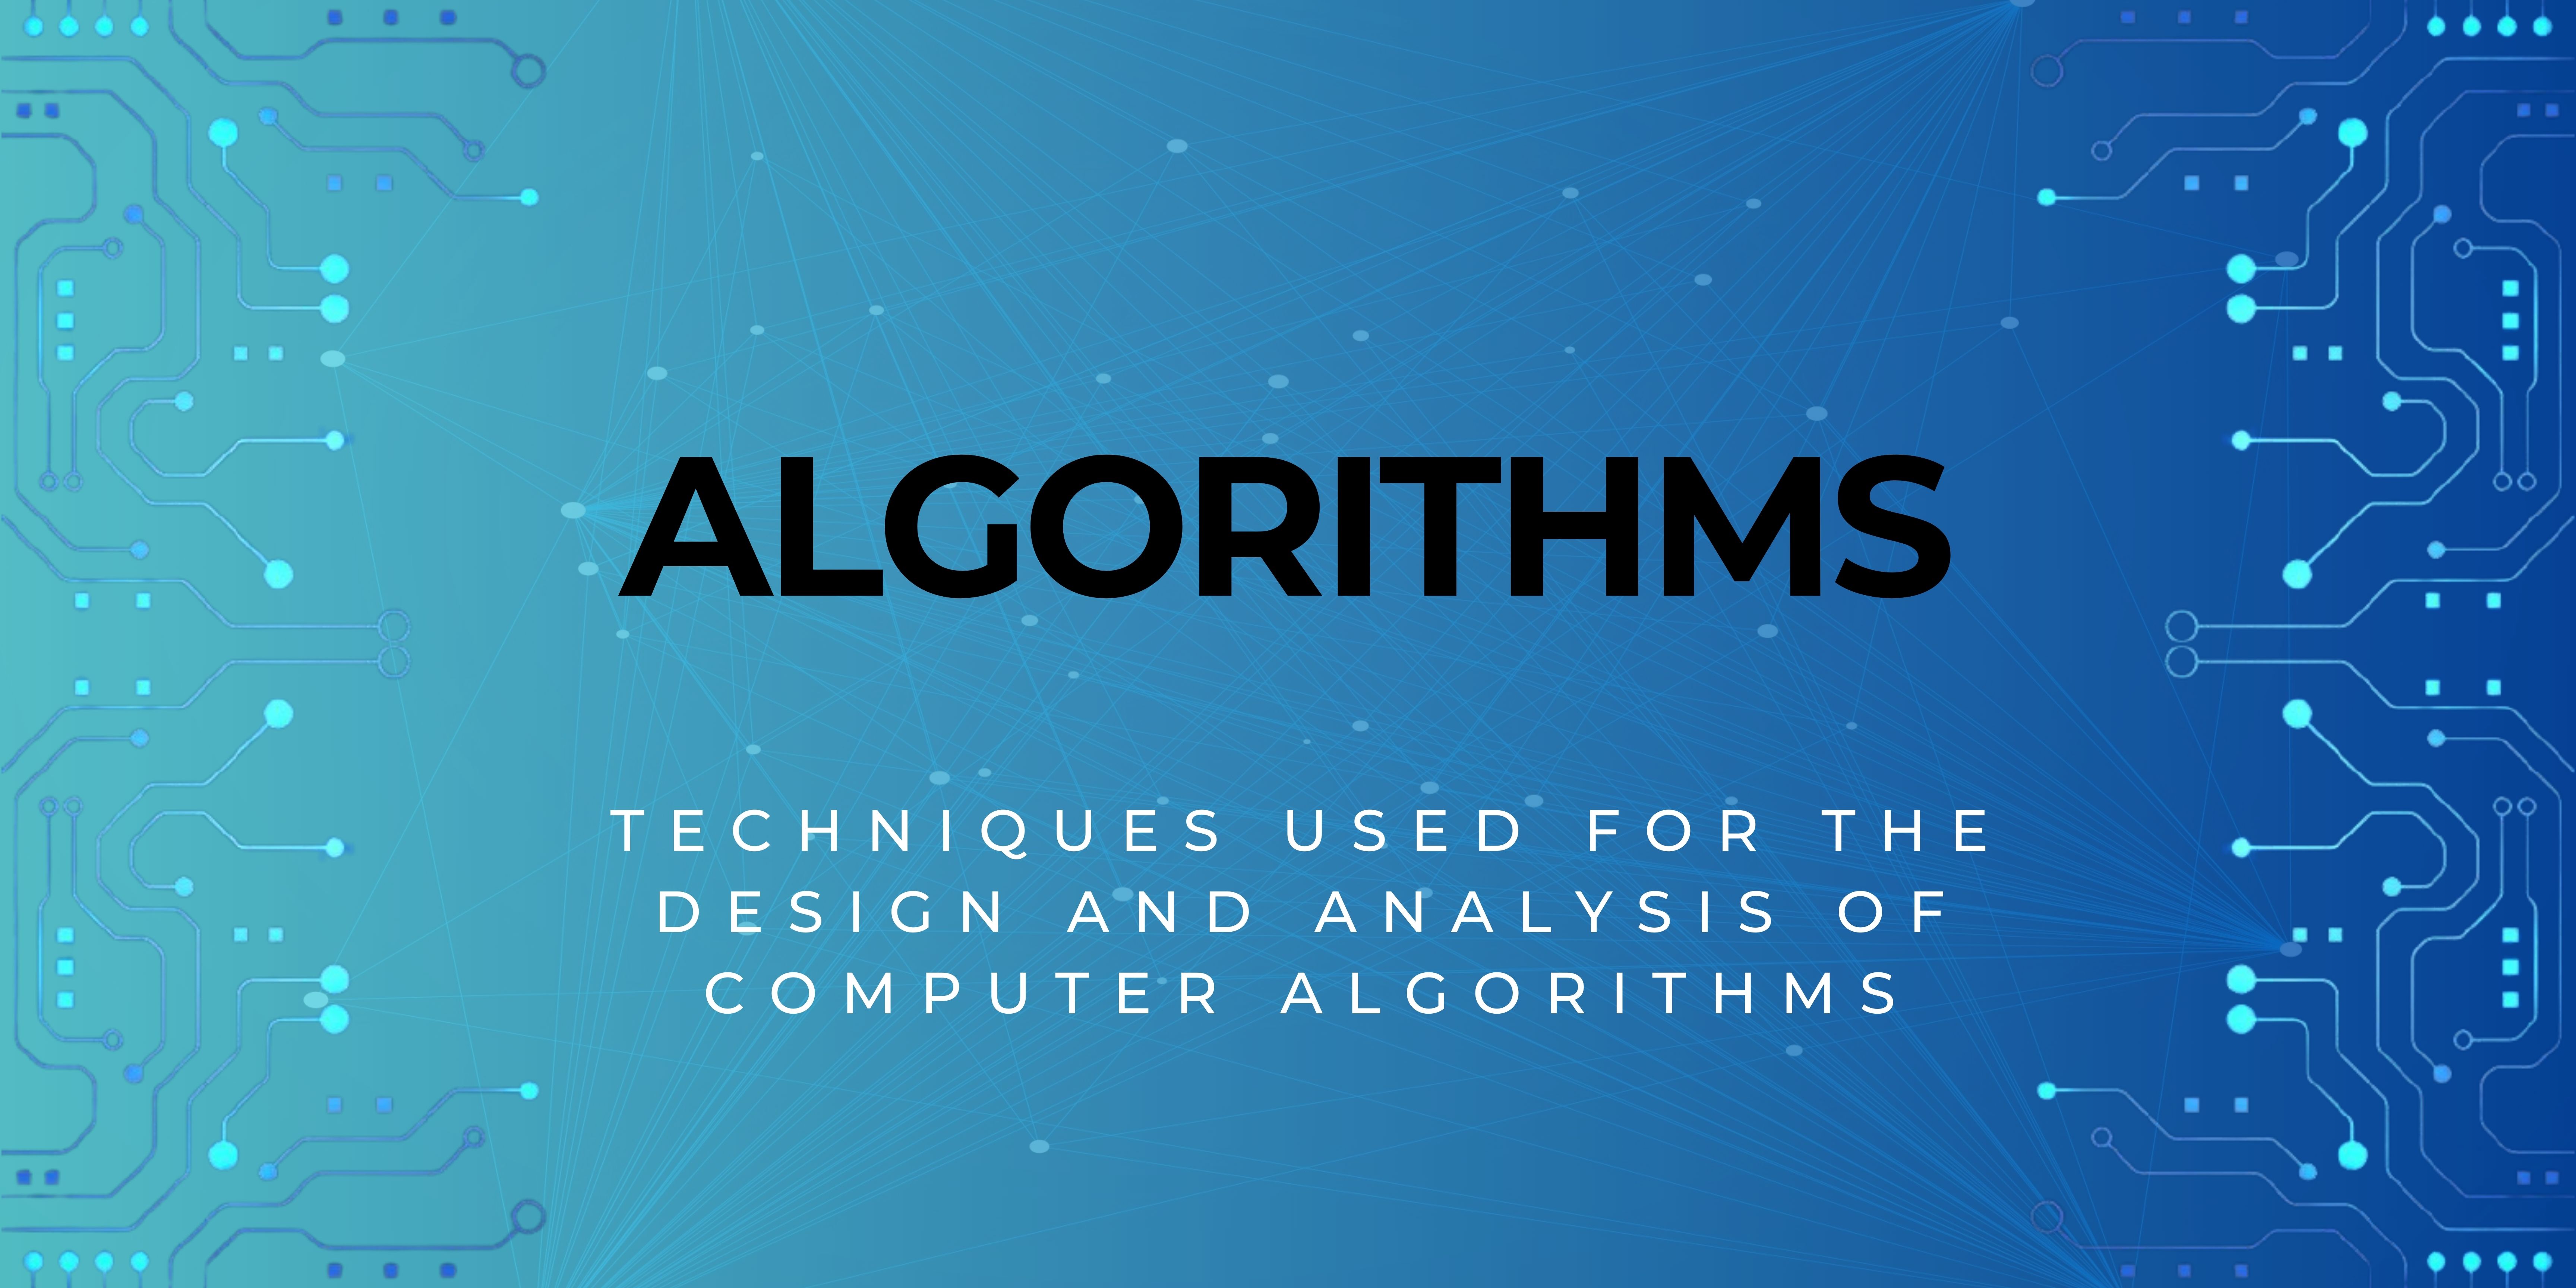 ALGORITHMS
TECHNIQUES USED FOR THE
DESIGN AND ANALYSIS OF
COMPUTER ALGORITHMS